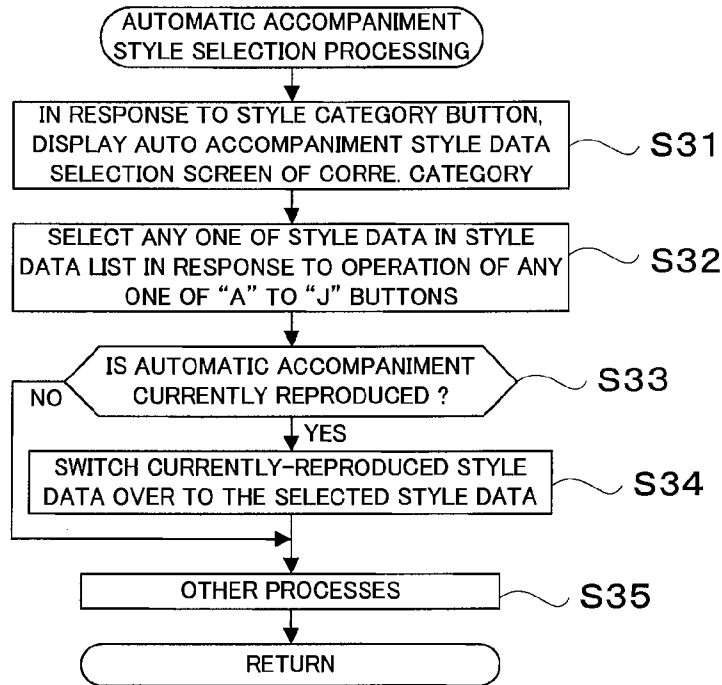 AUTOMATIC ACCOMPANIMENT
STYLE SELECTION PROCESSING
IN RESPONSE TO STYLE CATEGORY BUTTON,
DISPLAY AUTO ACCOMPANIMENT STYLE DATA
SELECTION SCREEN OF CORRE. CATEGORY
S31
SELECT ANY ONE OF STYLE DATA IN STYLE
DATA LIST IN RESPONSE TO OPERATION OF ANY
ONE OF “A” TO “J” BUTTONS
S32
IS AUTOMATIC ACCOMPANIMENT
CURRENTLY REPRODUCED ?
S33
NO
YES
SWITCH CURRENTLY-REPRODUCED STYLE
DATA OVER TO THE SELECTED STYLE DATA
S34
OTHER PROCESSES
S35
RETURN